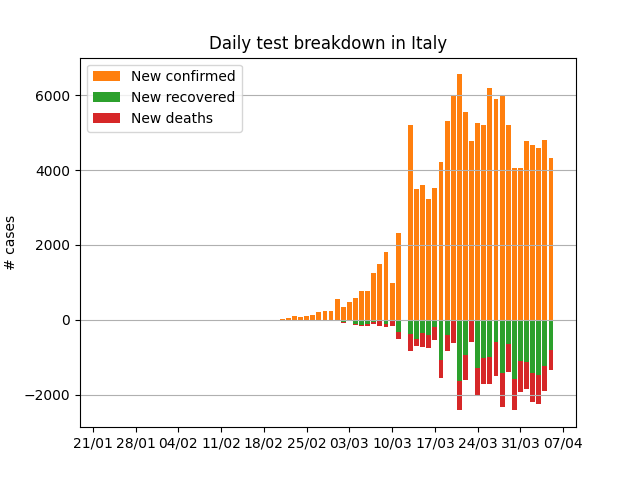 Daily test breakdown in Italy
New confirmed
New recovered
New deaths
# cases
6000
4000
2000
0
−2000
21/01 28/01 04/02 11/02 18/02 25/02 03/03 10/03 17/03 24/03 31/03 07/04